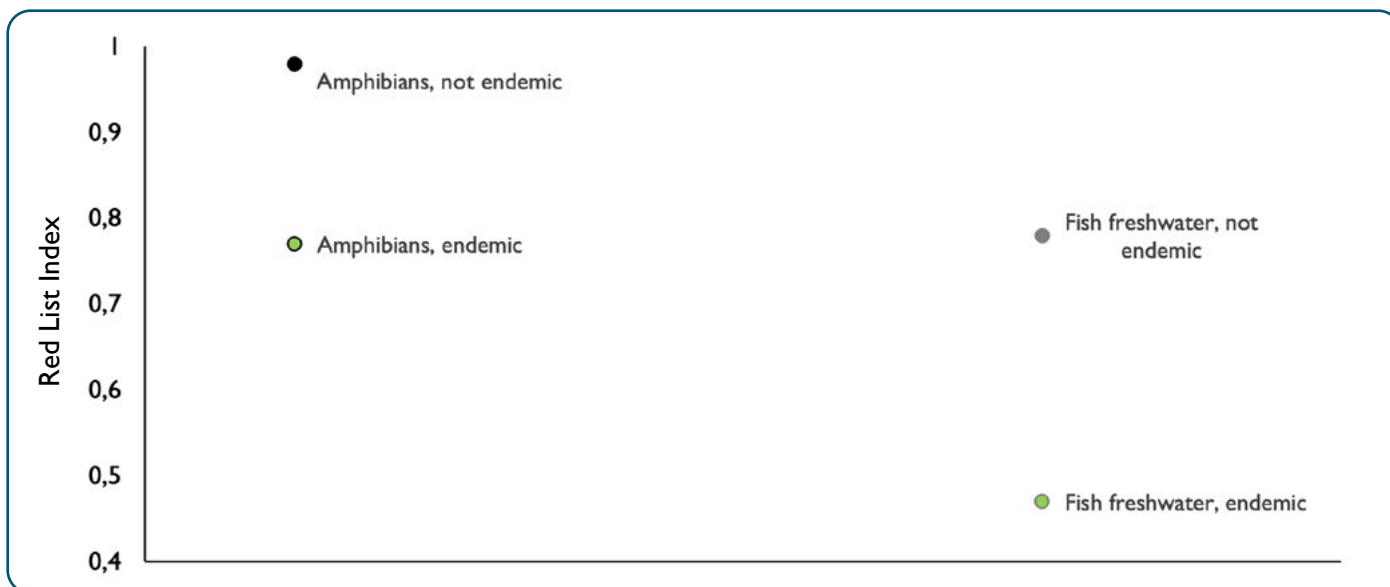 1
Amphibians, not endemic
0,9
0,8
Fish freshwater, not
endemic
Amphibians, endemic
0,7
Red List Index
0,6
0,5
Fish freshwater, endemic
0,4